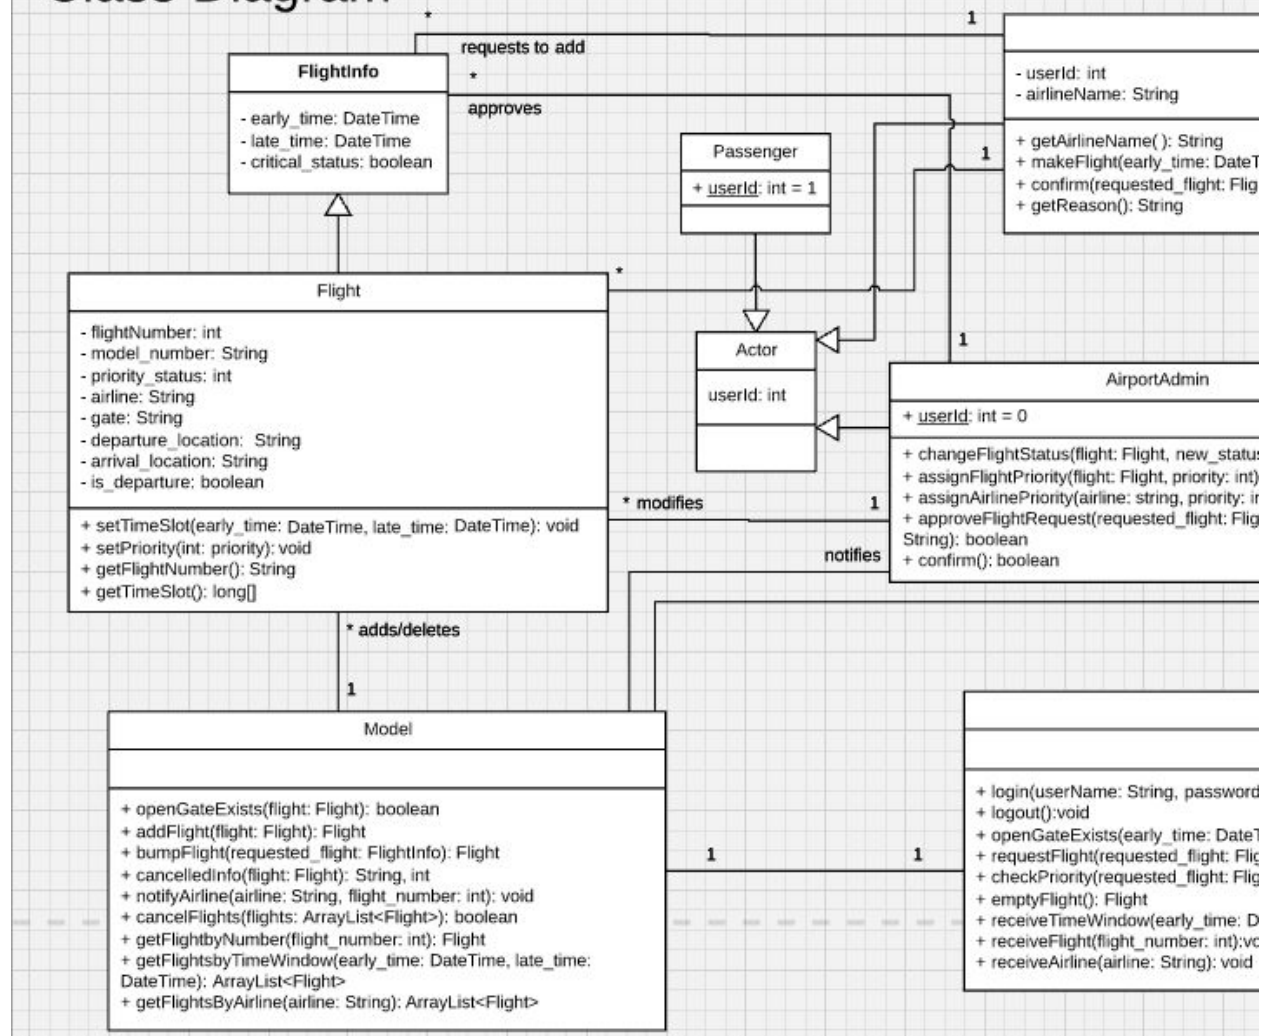 Class Diagram
*
1
requests to add
FlightInfo
- early_time: DateTime
- late_time: DateTime
- critical_status: boolean
*
approves
- userId: int
- airlineName: String
+ getAirlineName( ): String
+ makeFlight(early_time: DateT
+ confirm(requested_flight: Flig
+ getReason(): String
1
Passenger
+ userId: int = 1
*
Flight
- flightNumber: int
- model_number: String
- priority_status: int
- airline: String
- gate: String
- departure_location: String
- arrival_location: String
- is_departure: boolean
+ setTimeSlot(early_time: DateTime, late_time: DateTime): void
+ setPriority(int: priority): void
+ getFlightNumber(): String
+ getTimeSlot(): long[]
Actor
userId: int
1
AirportAdmin
+ userId: int = 0
+ changeFlightStatus(flight: Flight, new_status
+ assignFlightPriority(flight: Flight, priority: int)
+ assignAirlinePriority(airline: string, priority: in
+ approveFlightRequest(requested_flight: Flig
String): boolean
+ confirm(): boolean
* modifies
1
notifies
* adds/deletes
1
Model
+ openGateExists(flight: Flight): boolean
+ addFlight(flight: Flight): Flight
+ bumpFlight(requested_flight: FlightInfo): Flight
+ cancelledInfo(flight: Flight): String, int
+ notifyAirline(airline: String, flight_number: int): void
+ cancelFlights(flights: ArrayList<Flight>): boolean
+ getFlightbyNumber(flight_number: int): Flight
+ getFlightsbyTimeWindow(early_time: DateTime, late_time:
DateTime): ArrayList<Flight>
+ getFlightsByAirline(airline: String): ArrayList<Flight>
1
1
+ login(userName: String, password
+ logout():void
+ openGateExists(early_time: DateT
+ requestFlight(requested_flight: Flig
+ checkPriority(requested_flight: Flig
+ emptyFlight(): Flight
+ receiveTimeWindow(early_time: D
+ receiveFlight(flight_number: int):vo
+ receiveAirline(airline: String): void